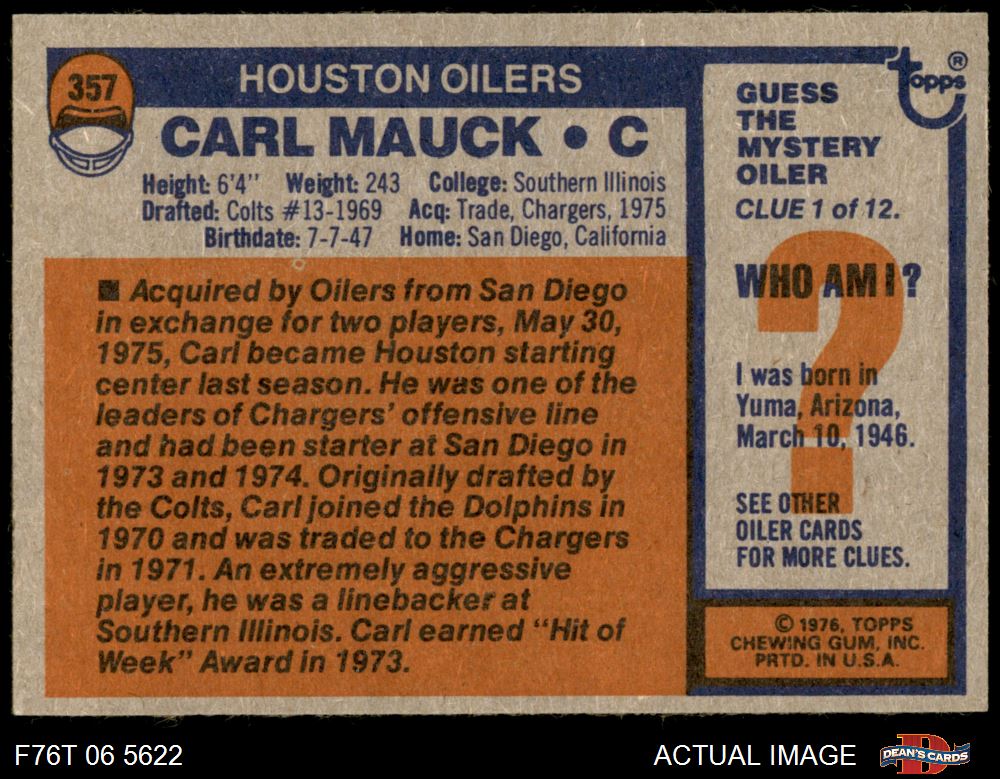 357
HOUSTON OILERS
CARL MAUCK • C
Height: 6'4" Weight: 243 College: Southern Illinois
Drafted: Colts #13-1969 Acq: Trade, Chargers, 1975
Birthdate: 7-7-47 Home: San Diego, California
■ Acquired by Oilers from San Diego
in exchange for two players, May 30,
1975, Carl became Houston starting
center last season. He was one of the
leaders of Chargers' offensive line
and had been starter at San Diego in
1973 and 1974. Originally drafted by
the Colts, Carl joined the Dolphins in
1970 and was traded to the Chargers
in 1971. An extremely aggressive
player, he was a linebacker at
Southern Illinois. Carl earned "Hit of
Week" Award in 1973.
topps®
GUESS
THE
MYSTERY
OILER
CLUE 1 of 12.
WHO AM I?
?
I was born in
Yuma, Arizona,
March 10, 1946.
SEE OTHER
OILER CARDS
FOR MORE CLUES.
© 1976, TOPPS
CHEWING GUM, INC.
PRTD. IN U.S.A.
F76T 06 5622
ACTUAL IMAGE
DEAN'S CARDS